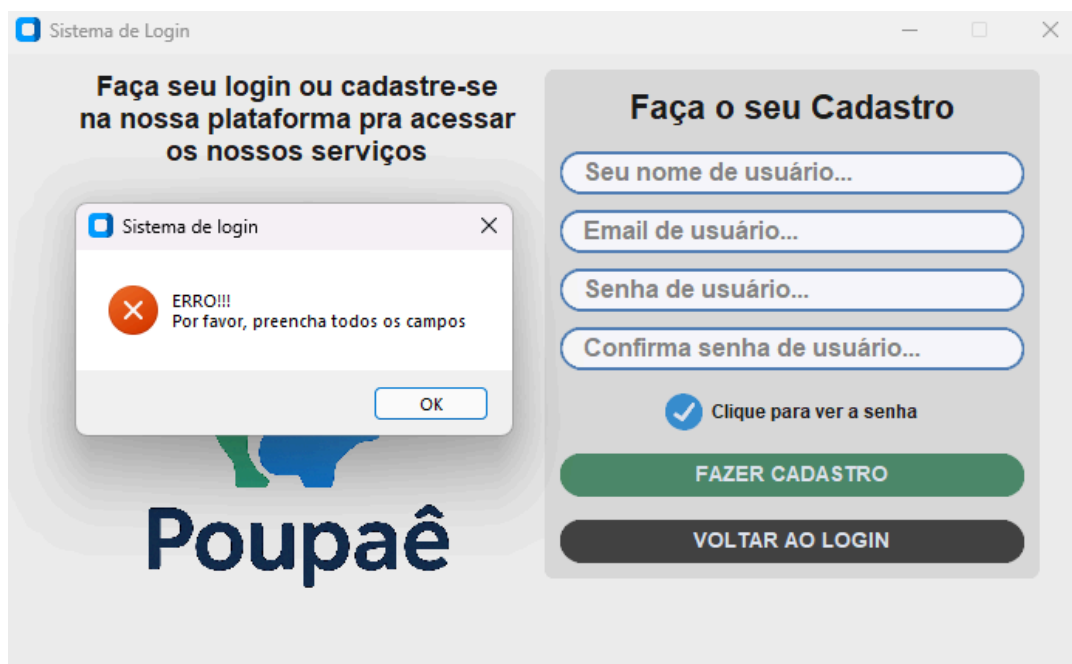 Sistema de Login
Faça seu login ou cadastre-se
na nossa plataforma pra acessar
os nossos serviços
Sistema de login
ERRO!!!
Por favor, preencha todos os campos
OK
Poupaê
Faça o seu Cadastro
Seu nome de usuário...
Email de usuário...
Senha de usuário...
Confirma senha de usuário...
Clique para ver a senha
FAZER CADASTRO
VOLTAR AO LOGIN